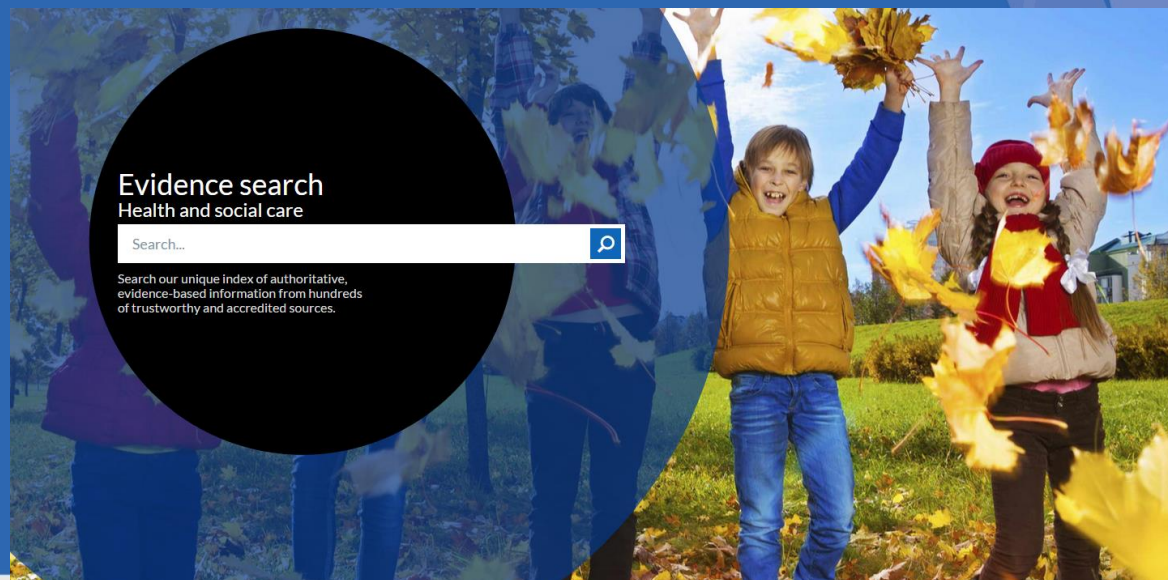 Evidence search
Health and social care
Search...
Search our unique index of authoritative,
evidence-based information from hundreds
of trustworthy and accredited sources.